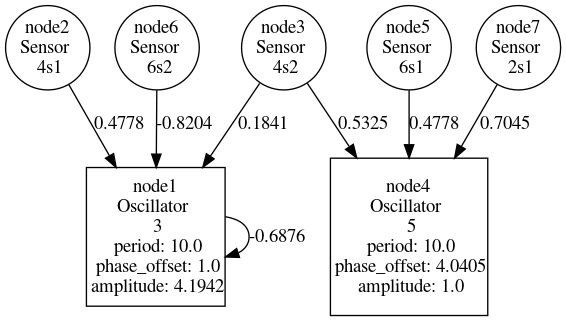 node2
Sensor
4s1
node6
Sensor
6s2
node3
Sensor
4s2
node5
Sensor
6s1
node7
Sensor
2s1
0.4778
-0.8204
0.1841
0.5325
0.4778
0.7045
node1
Oscillator
3
period: 10.0
phase_offset: 1.0
amplitude: 4.1942
-0.6876
node4
Oscillator
5
period: 10.0
phase_offset: 4.0405
amplitude: 1.0